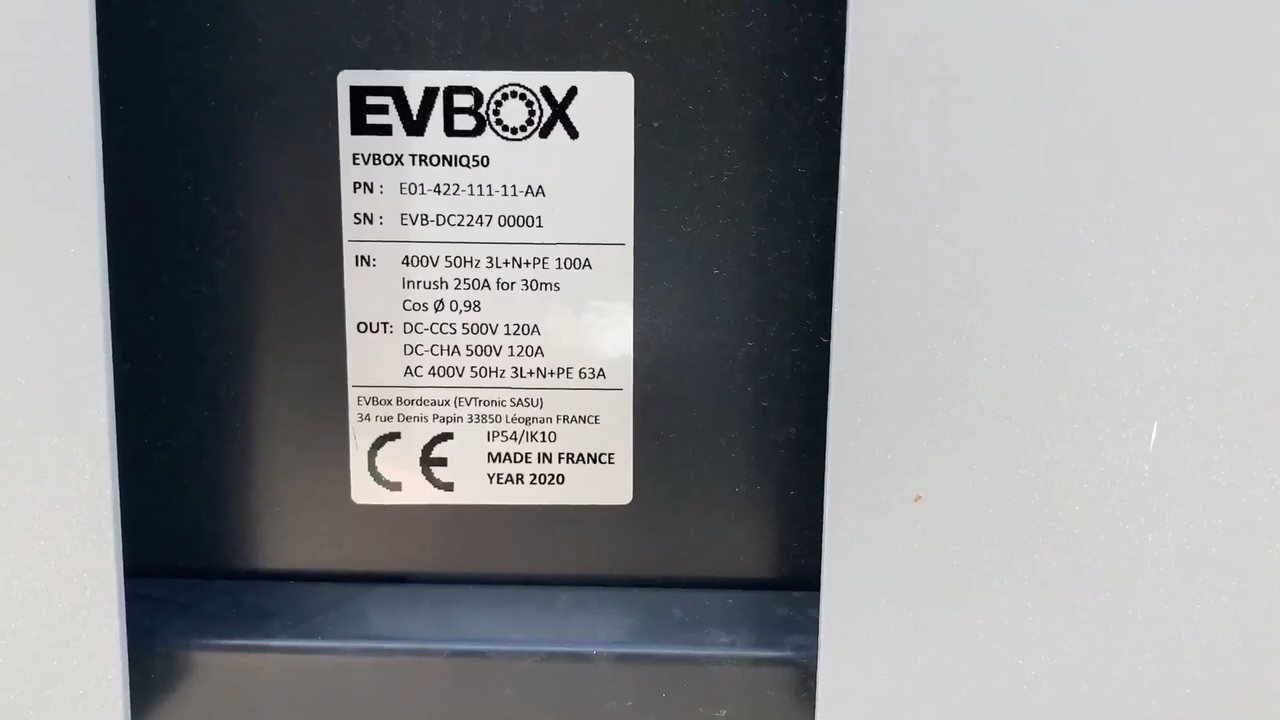 EVBOX
EVBOX TRONIQ50
PN : E01-422-111-11-AA
SN : EVB-DC2247 00001
IN: 400V 50Hz 3L+N+PE 100A
Inrush 250A for 30ms
Cos Ø 0,98
OUT: DC-CCS 500V 120A
DC-CHA 500V 120A
AC 400V 50Hz 3L+N+PE 63A
EVBox Bordeaux (EVTronic SASU)
34 rue Denis Papin 33850 Léognan FRANCE
IP54/IK10
CE MADE IN FRANCE
YEAR 2020